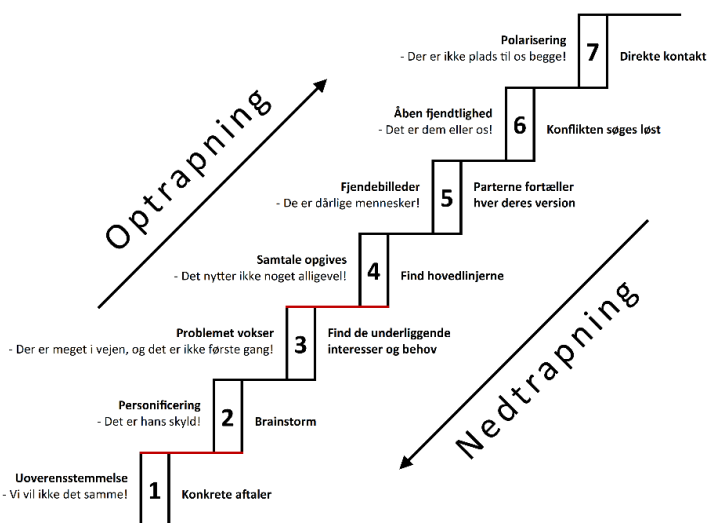 Polarisering
- Der er ikke plads til os begge!
7
Direkte kontakt
Optrapning
Åben fjendtlighed
- Det er dem eller os!
6
Konflikten søges løst
Fjendebilleder
- De er dårlige mennesker!
5
Parterne fortæller
hver deres version
Samtale opgives
- Det nytter ikke noget alligevel!
4
Find hovedlinjerne
Nedtrapning
Problemet vokser
- Der er meget i vejen, og det er ikke første gang!
3
Find de underliggende
interesser og behov
Personificering
- Det er hans skyld!
2
Brainstorm
Uoverensstemmelse
- Vi vil ikke det samme!
1
Konkrete aftaler